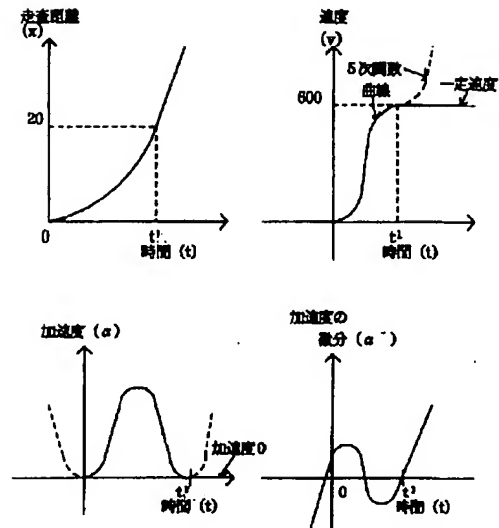 走査距離
(x)
20
0
t¹
時間 (t)
速度
(v)
5次関数
曲線
一定速度
600
t¹
時間 (t)
加速度 (α)
加速度0
t¹
時間 (t)
加速度の
微分 (α¯)
0
t¹
時間 (t)